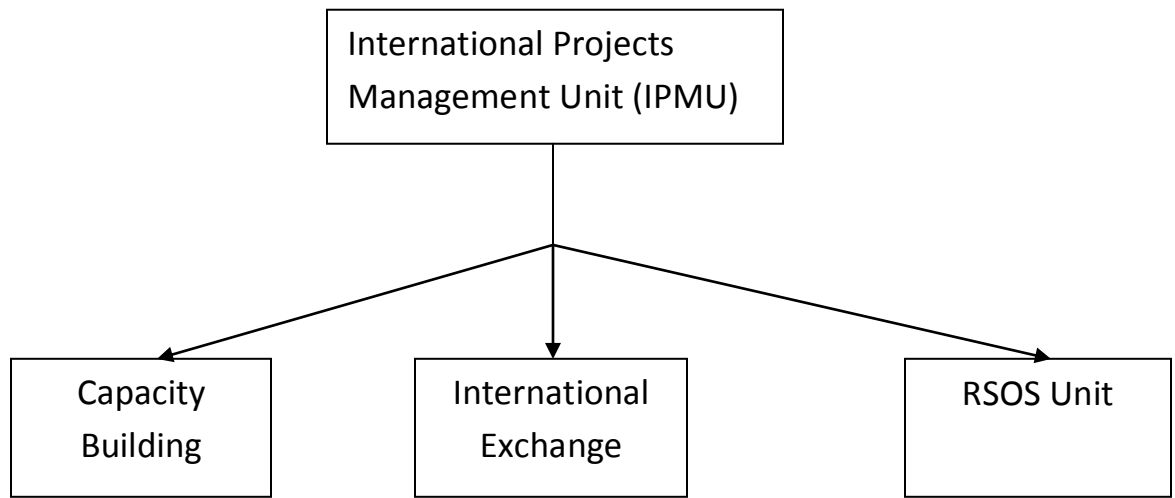 International Projects
Management Unit (IPMU)
Capacity
Building
International
Exchange
RSOS Unit